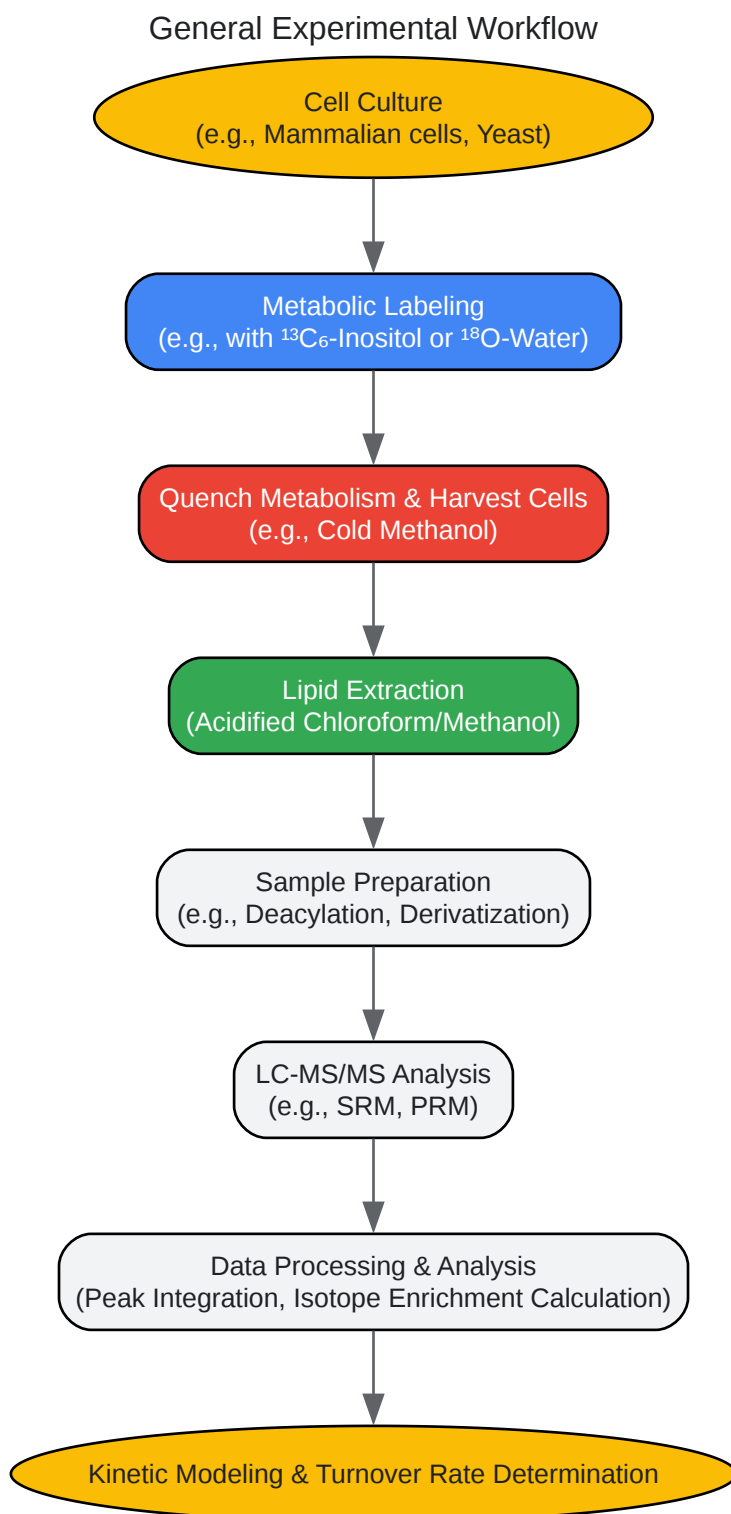 General Experimental Workflow
Cell Culture
(e.g., Mammalian cells, Yeast)
Metabolic Labeling
(e.g., with ¹³C₆-Inositol or ¹⁸O-Water)
Quench Metabolism & Harvest Cells
(e.g., Cold Methanol)
Lipid Extraction
(Acidified Chloroform/Methanol)
Sample Preparation
(e.g., Deacylation, Derivatization)
LC-MS/MS Analysis
(e.g., SRM, PRM)
Data Processing & Analysis
(Peak Integration, Isotope Enrichment Calculation)
Kinetic Modeling & Turnover Rate Determination